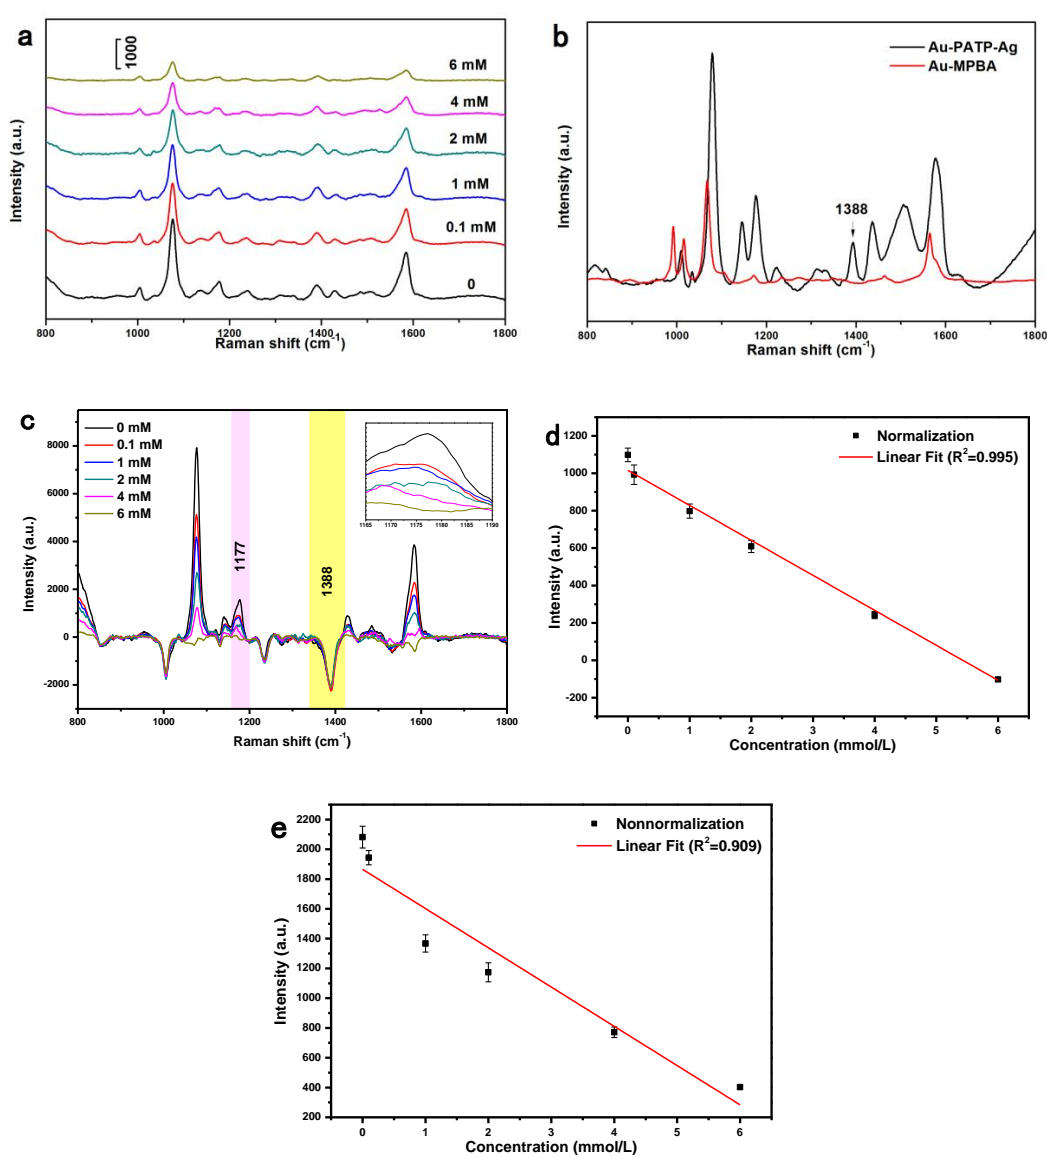 a
1000
6 mM
4 mM
2 mM
1 mM
0.1 mM
0
Intensity (a.u.)
800 1000 1200 1400 1600 1800
Raman shift (cm⁻¹)
b
Au-PATP-Ag
Au-MPBA
1388
Intensity (a.u.)
800 1000 1200 1400 1600 1800
Raman shift (cm⁻¹)
c
0 mM
0.1 mM
1 mM
2 mM
4 mM
6 mM
1177
1388
1165 1170 1175 1180 1185 1190
8000
6000
4000
2000
0
-2000
Intensity (a.u.)
800 1000 1200 1400 1600 1800
Raman shift (cm⁻¹)
d
Normalization
Linear Fit (R²=0.995)
1200
1000
800
600
400
200
0
-200
Intensity (a.u.)
0 1 2 3 4 5 6
Concentration (mmol/L)
e
Nonnormalization
Linear Fit (R²=0.909)
2200
2000
1800
1600
1400
1200
1000
800
600
400
200
Intensity (a.u.)
0 1 2 3 4 5 6
Concentration (mmol/L)